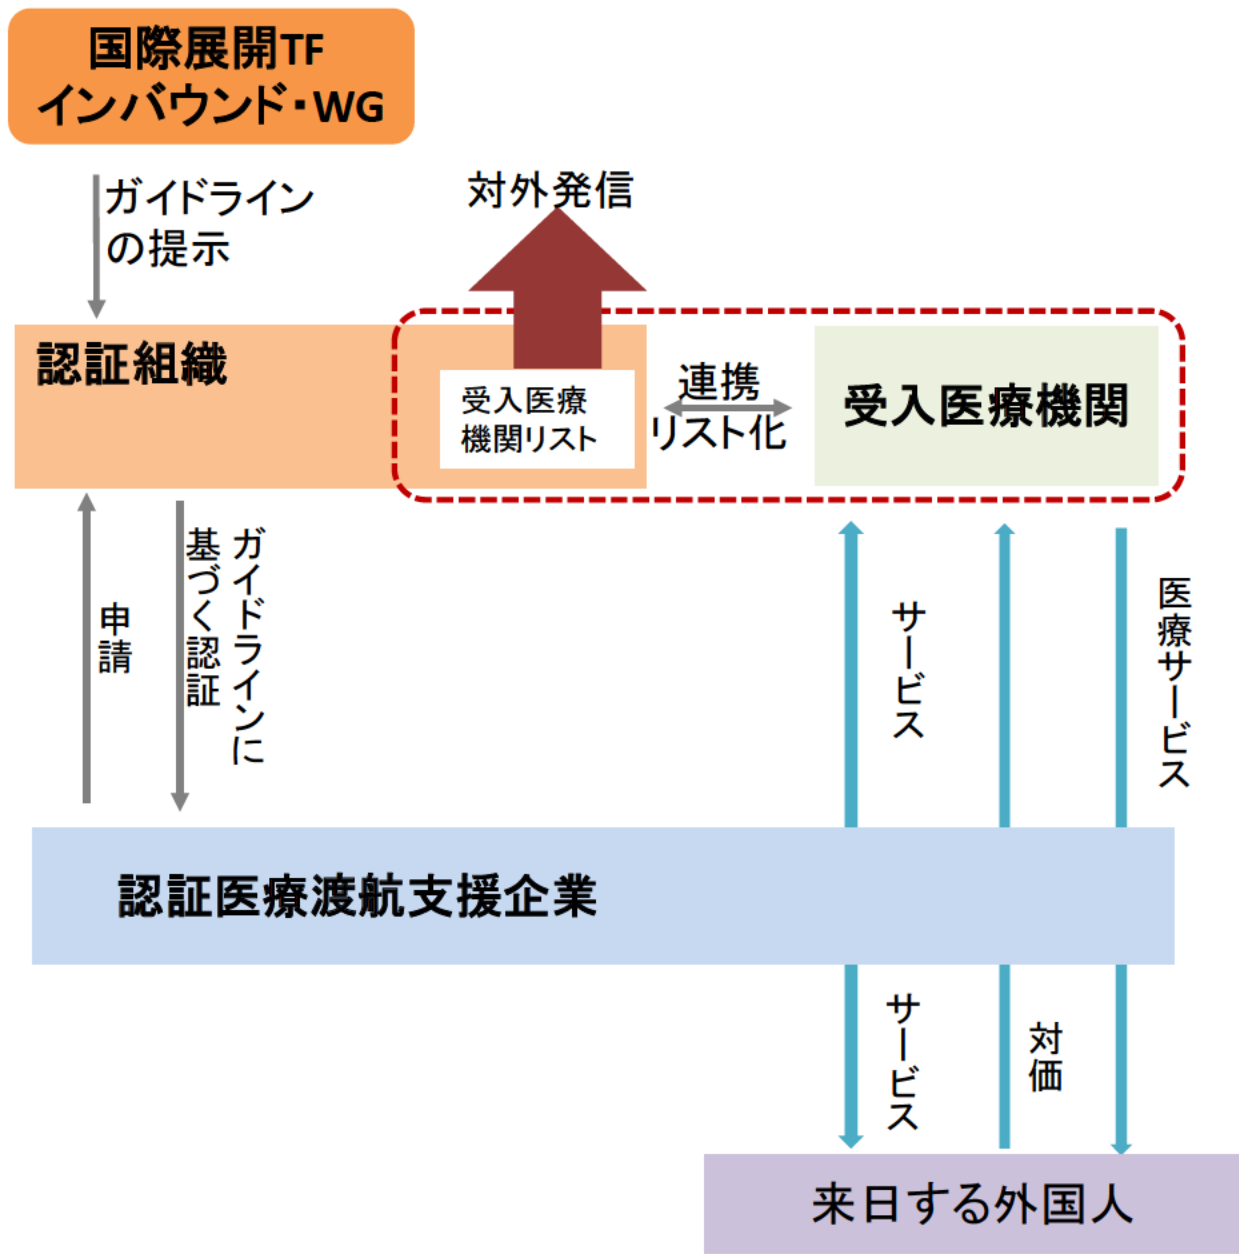 国際展開TF
インバウンド・WG
ガイドライン
の提示
対外発信
認証組織
受入医療
機関リスト
連携
リスト化
受入医療機関
申請
ガイドラインに
基づく認証
サービス
医療サービス
認証医療渡航支援企業
サービス
対価
来日する外国人